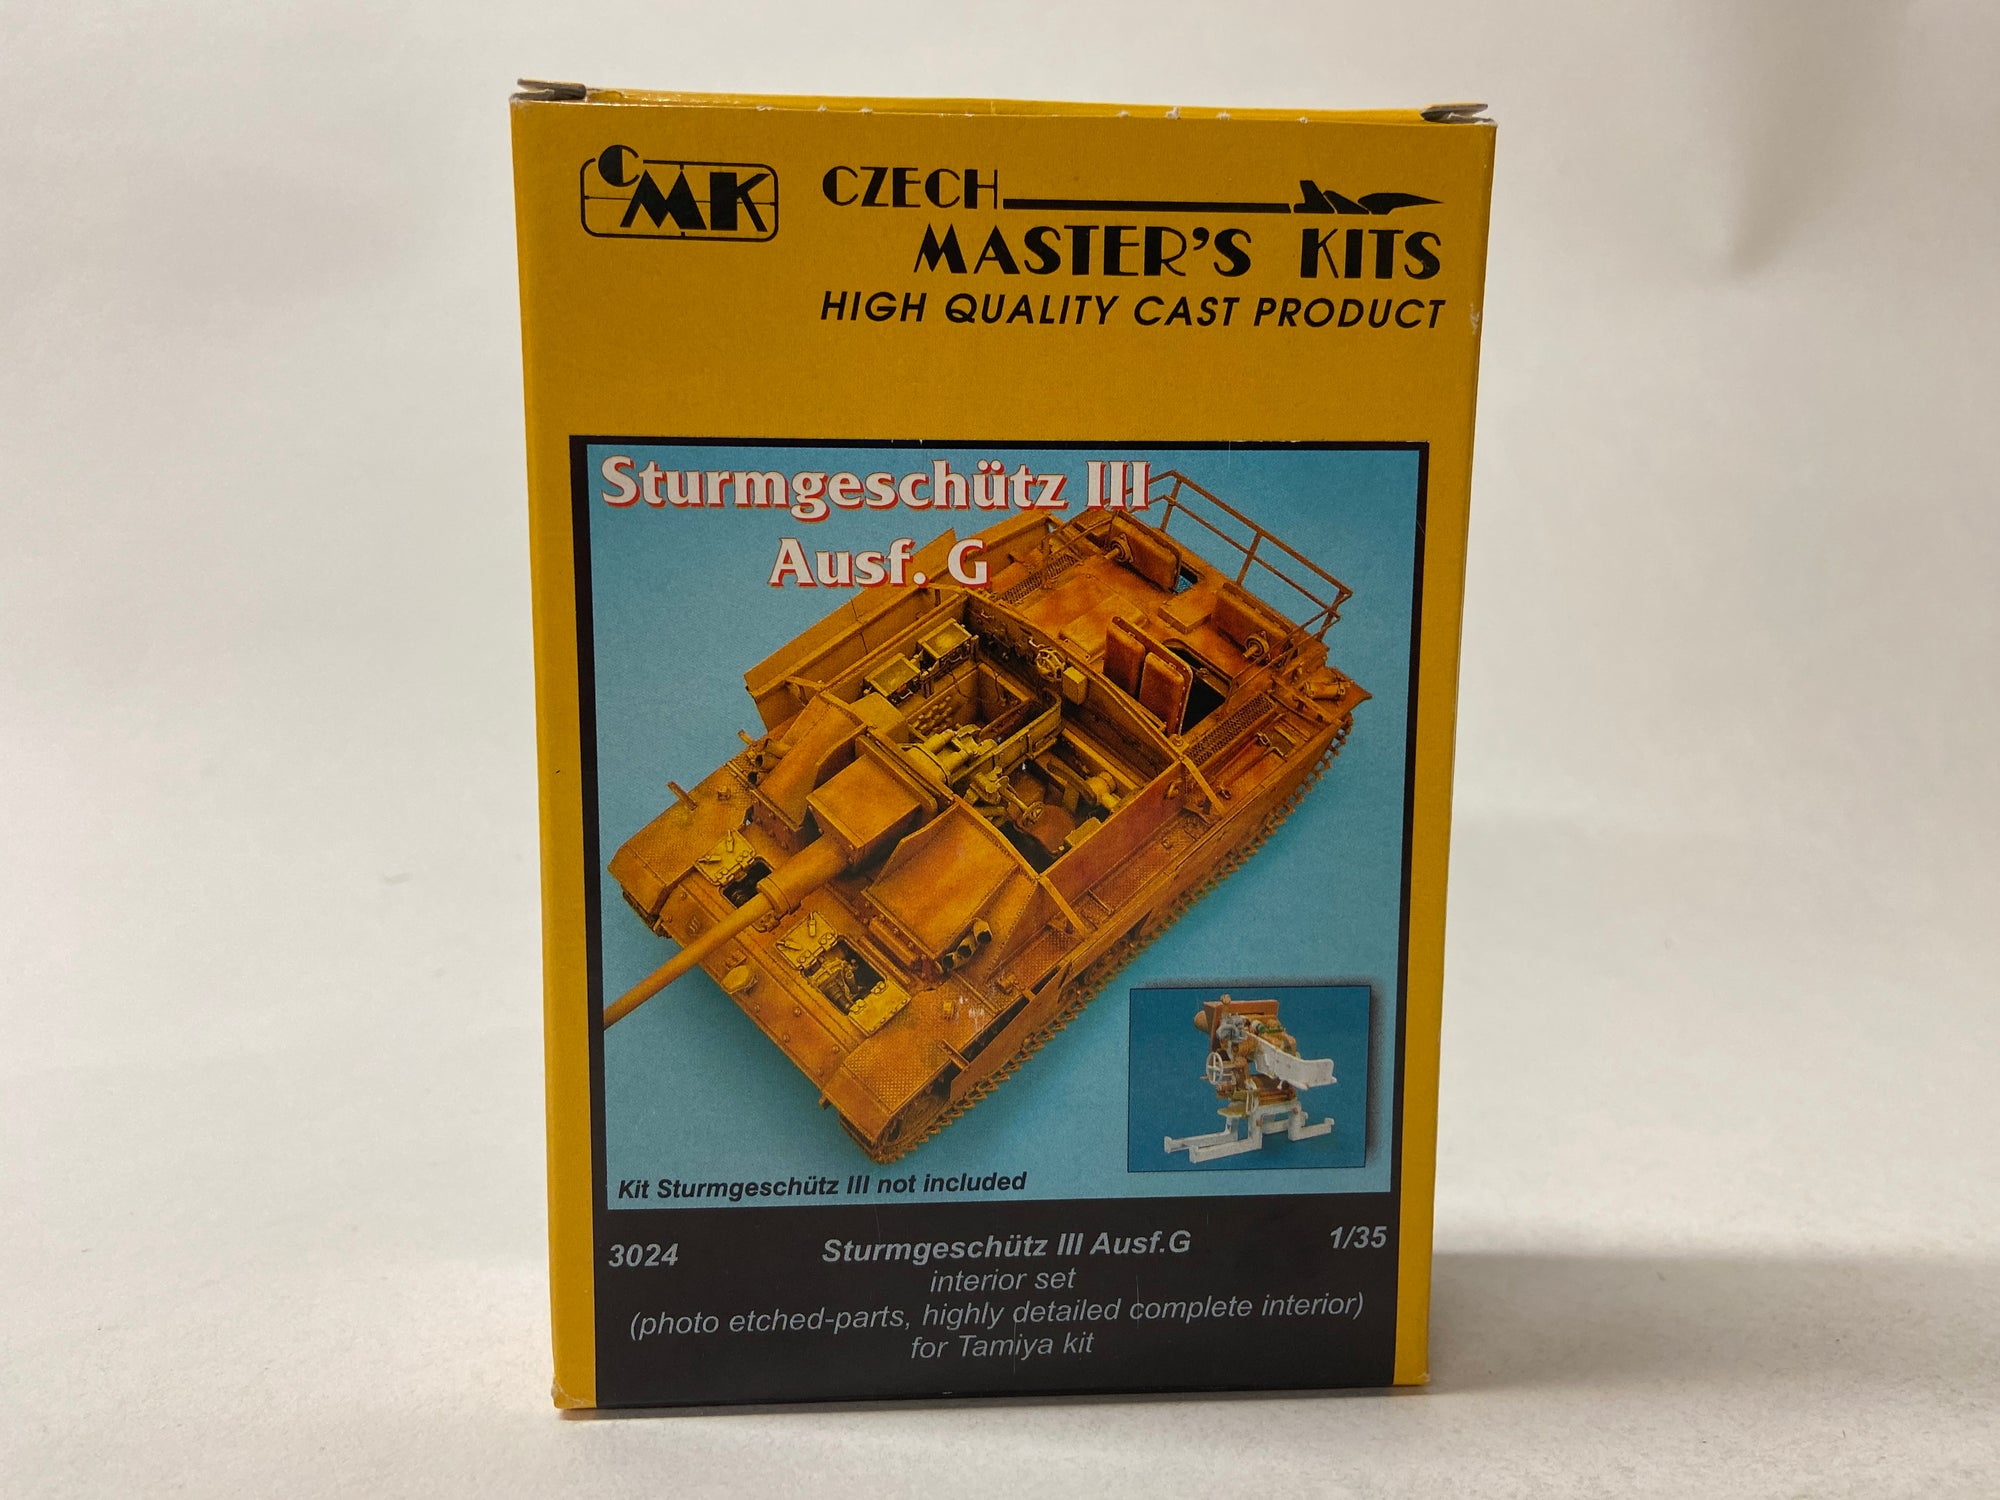 CMK
CZECH
MASTER'S KITS
HIGH QUALITY CAST PRODUCT
Sturmgeschütz III
Ausf. G
Kit Sturmgeschütz III not included
3024 Sturmgeschütz III Ausf.G 1/35
interior set
(photo etched-parts, highly detailed complete interior)
for Tamiya kit